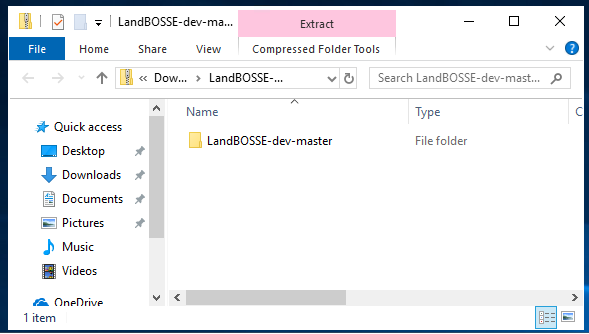 LandBOSSE-dev-ma...
Extract
File
Share
View
Compressed Folder Tools
« Dow... › LandBOSSE-...
Search LandBOSSE-dev-mast...
Name
Type
C
Quick access
LandBOSSE-dev-master
File folder
Desktop
Downloads
Documents
Pictures
Music
Videos
OneDrive
1 item